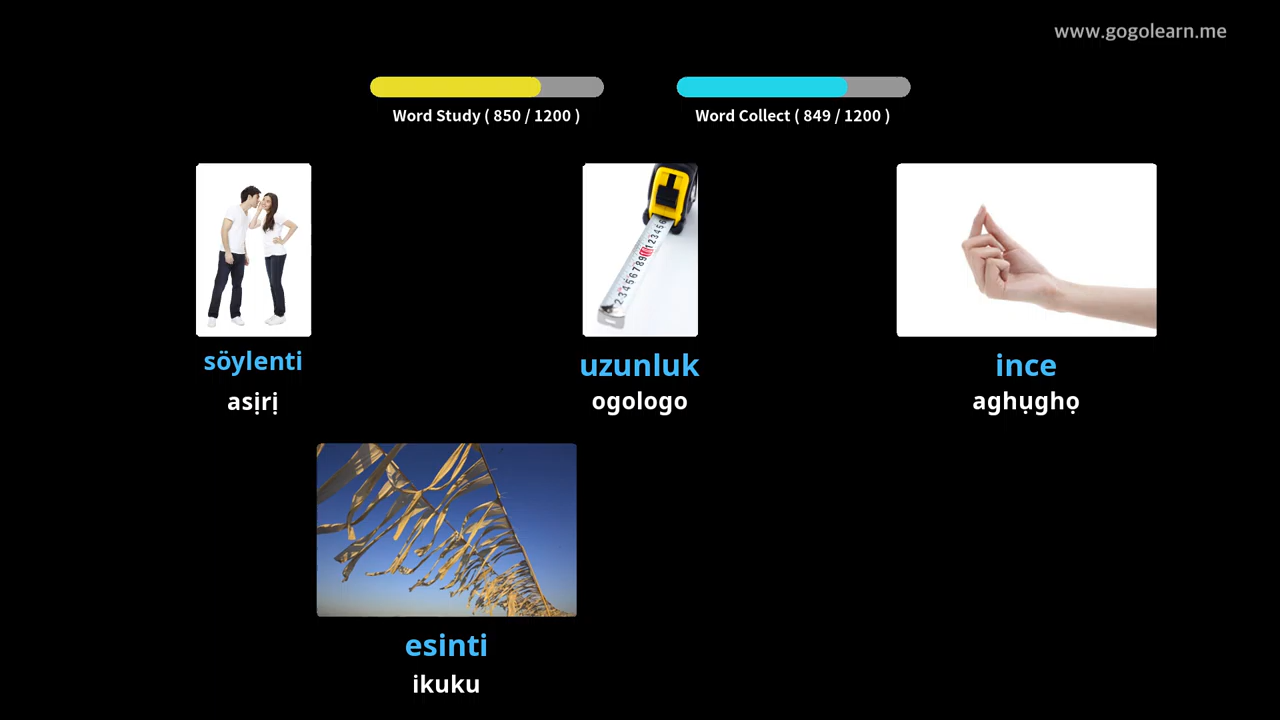 www.gogolearn.me
Word Study ( 850 / 1200 )
Word Collect ( 849 / 1200 )
söylenti
asịrị
uzunluk
ogologo
ince
aghụghọ
esinti
ikuku